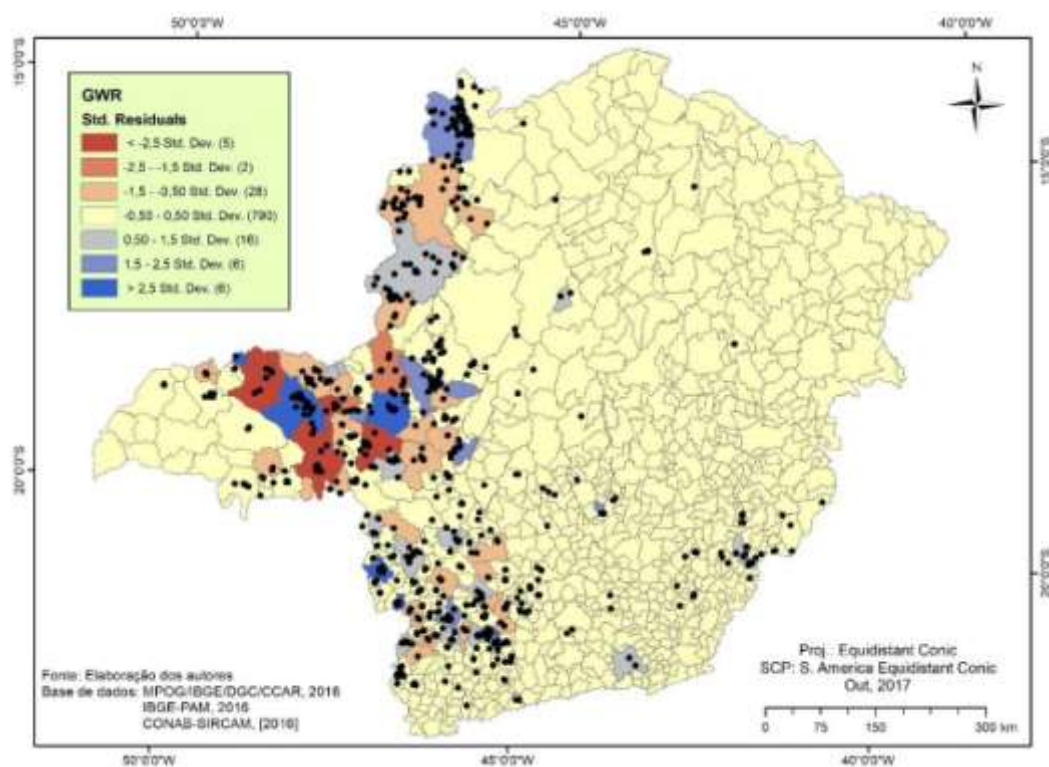 50°0'0"W
45°0'0"W
40°0'0"W
15°0'0"S
15°0'0"S
N
GWR
Std. Residuals
< -2,5 Std. Dev. (5)
-2,5 - -1,5 Std. Dev. (2)
-1,5 - -0,50 Std. Dev. (28)
-0,50 - 0,50 Std. Dev. (790)
0,50 - 1,5 Std. Dev. (16)
1,5 - 2,5 Std. Dev. (6)
> 2,5 Std. Dev. (6)
20°0'0"S
20°0'0"S
Fonte: Elaboração dos autores
Base de dados: MPOG/IBGE/DGC/CCAR, 2016
IBGE-PAM, 2016
CONAB-SIRCAM, [2016]
Proj.: Equidistant Conic
SCP: S. America Equidistant Conic
Out, 2017
0 75 150 300 km
50°0'0"W
45°0'0"W
40°0'0"W